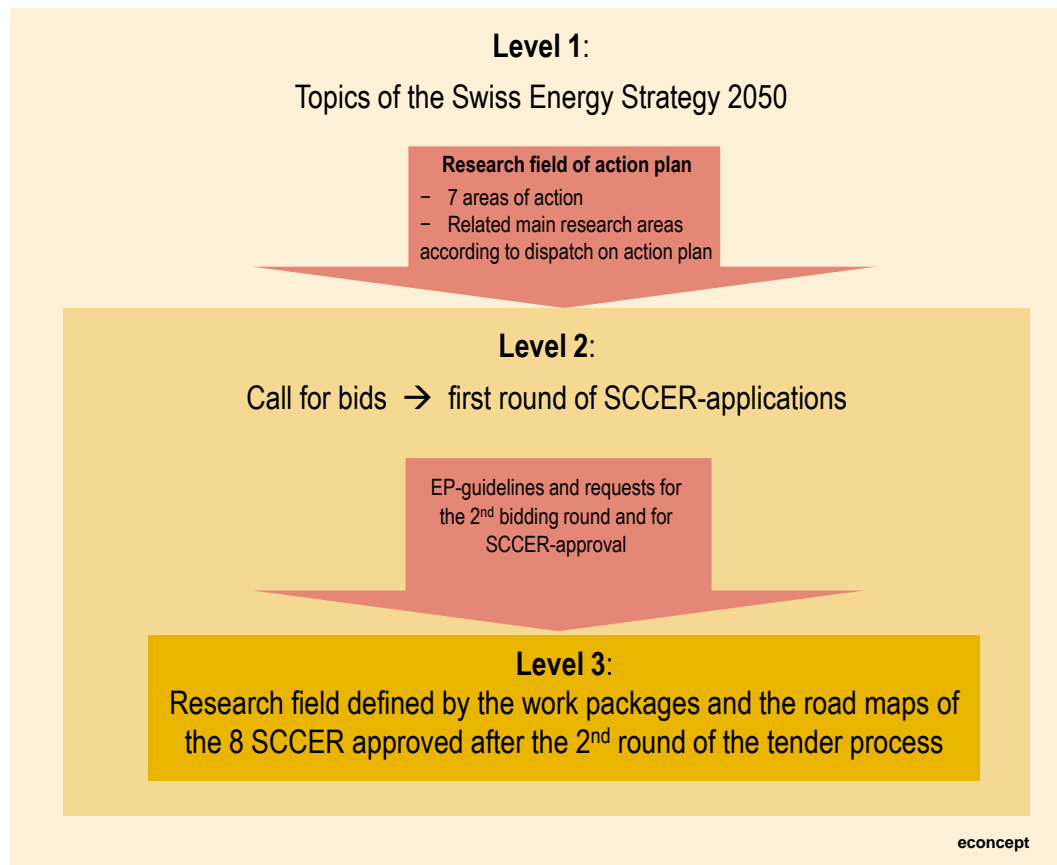 Level 1:
Topics of the Swiss Energy Strategy 2050
Research field of action plan
− 7 areas of action
− Related main research areas
according to dispatch on action plan
Level 2:
Call for bids → first round of SCCER-applications
EP-guidelines and requests for
the 2nd bidding round and for
SCCER-approval
Level 3:
Research field defined by the work packages and the road maps of
the 8 SCCER approved after the 2nd round of the tender process
econcept